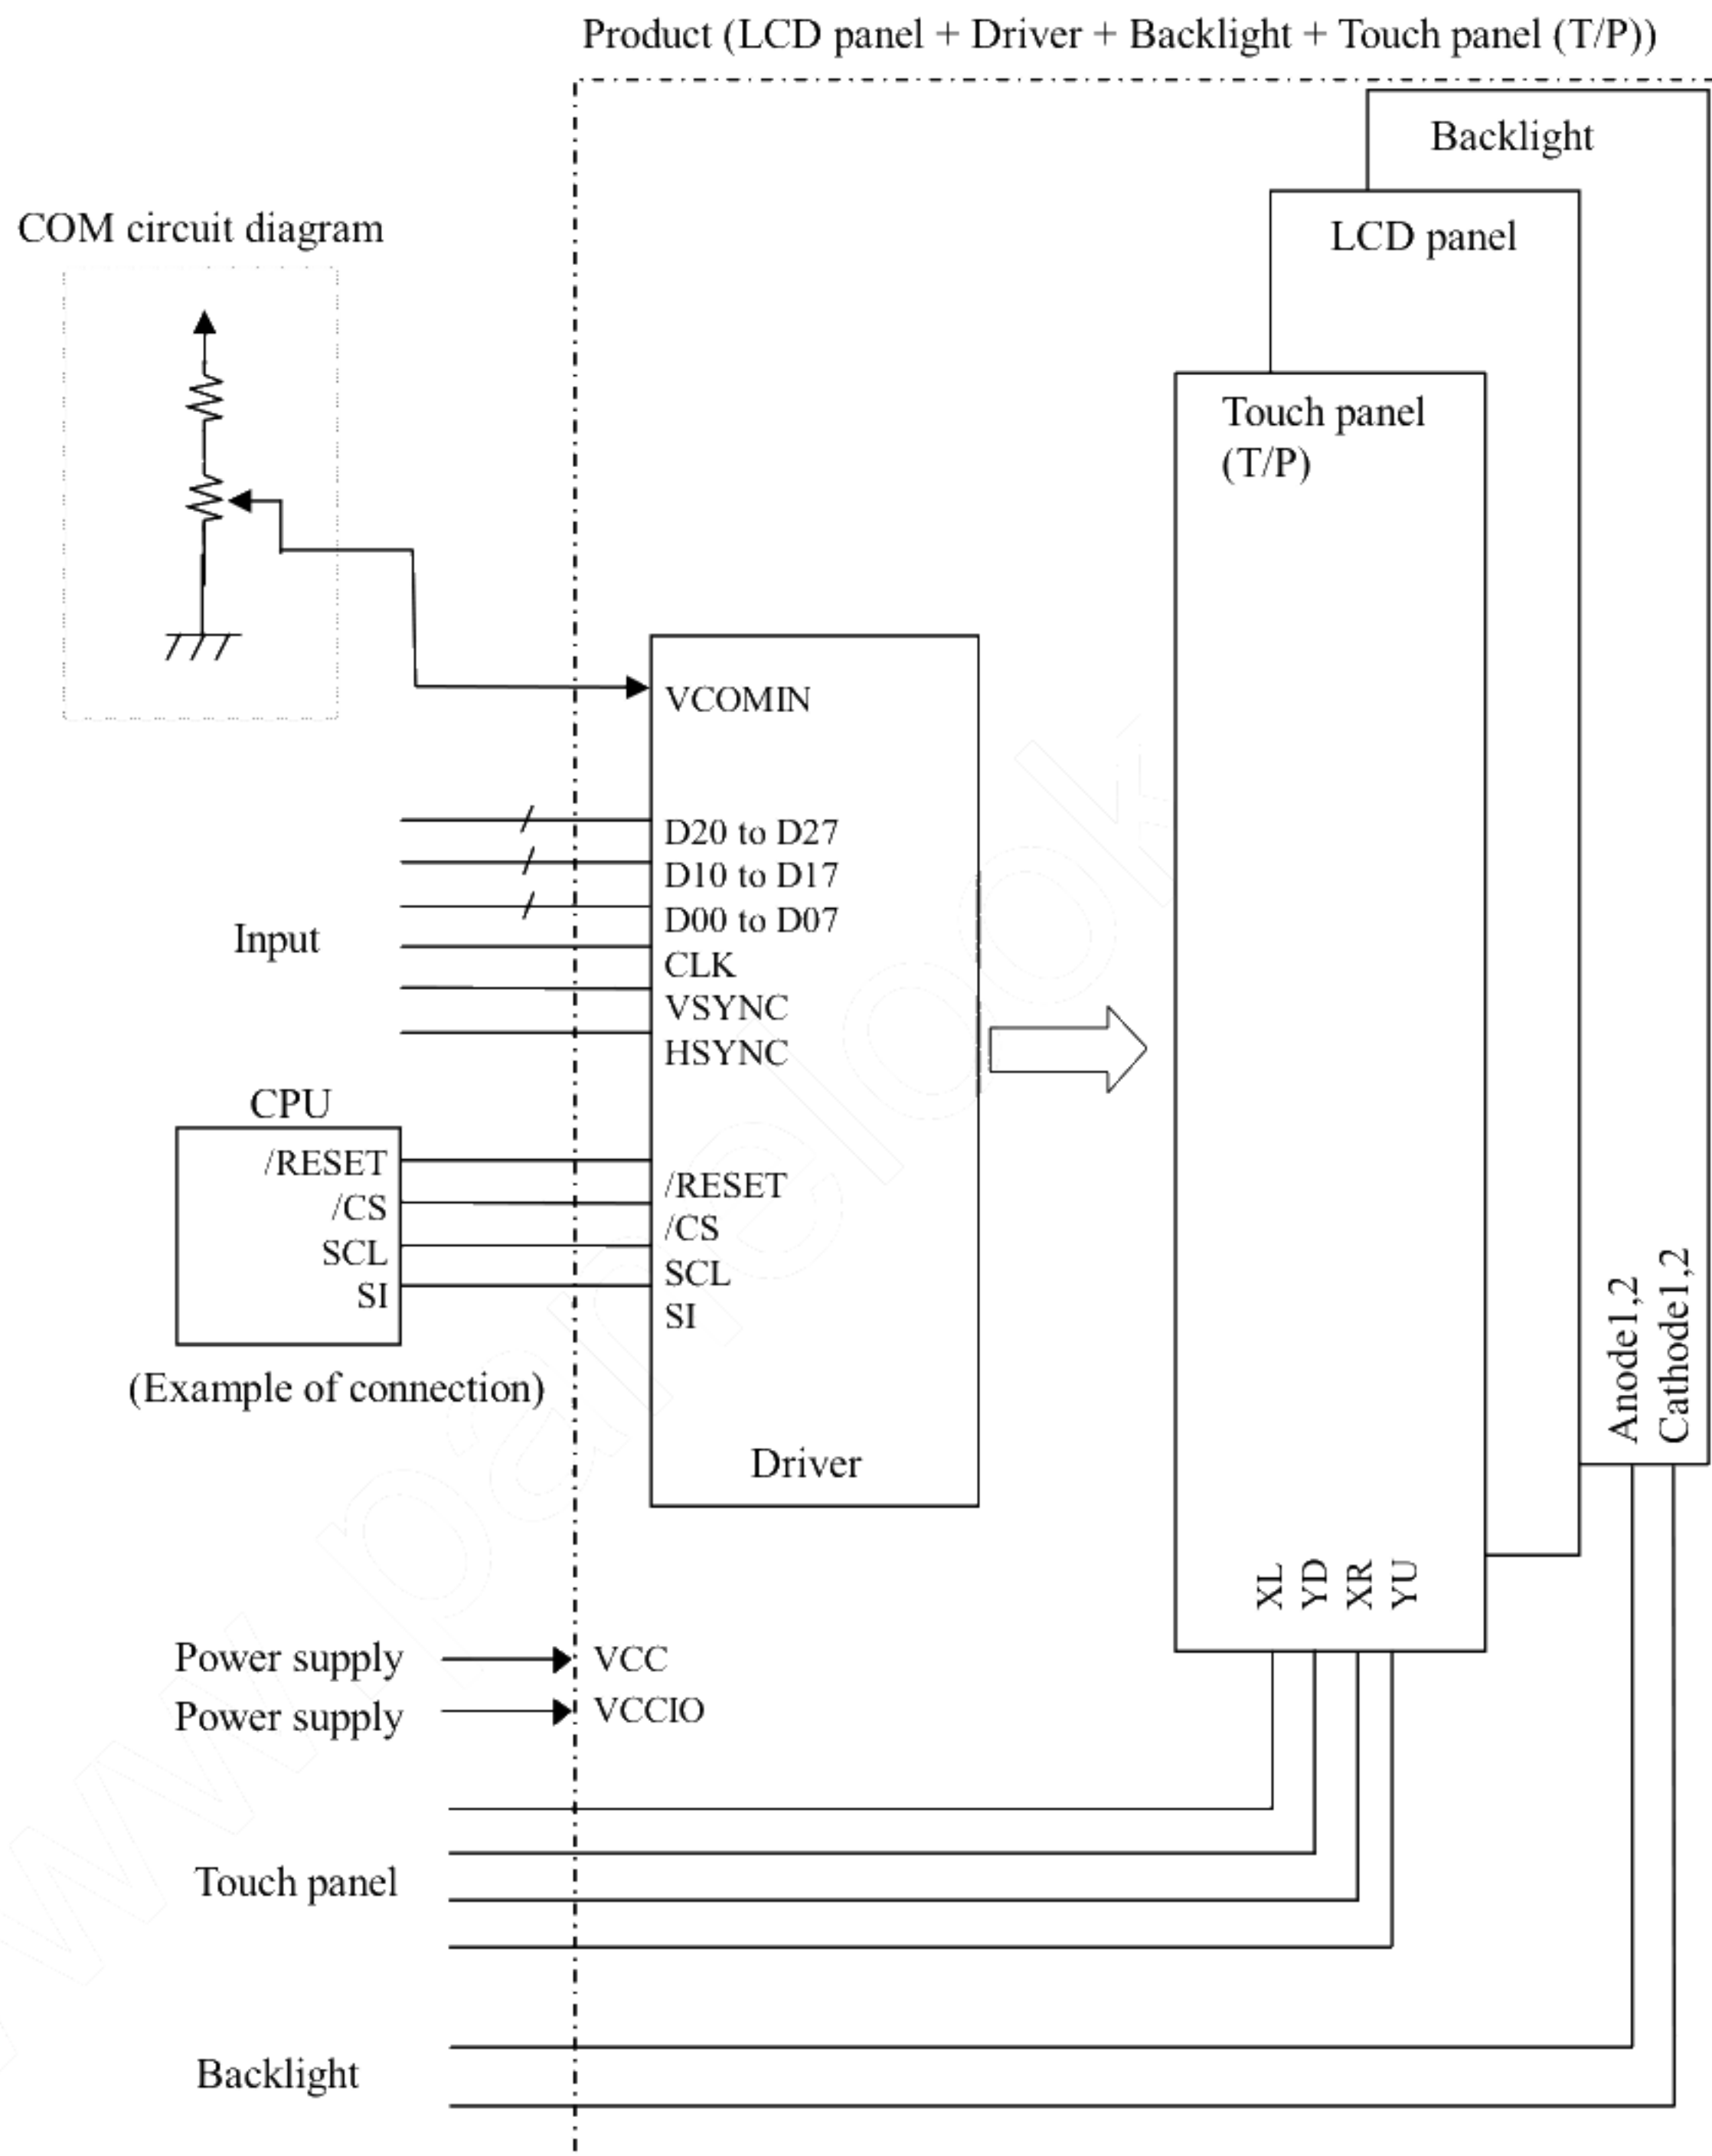 Product (LCD panel + Driver + Backlight + Touch panel (T/P))
Backlight
LCD panel
COM circuit diagram
Touch panel
(T/P)
VCOMIN
D20 to D27
D10 to D17
D00 to D07
Input
CLK
VSYNC
HSYNC
CPU
/RESET
/CS
SCL
SI
/RESET
/CS
SCL
SI
(Example of connection)
Driver
Anode1,2
Cathode1,2
XL
YD
XR
YU
Power supply
VCC
Power supply
VCCIO
Touch panel
Backlight
www.panelook